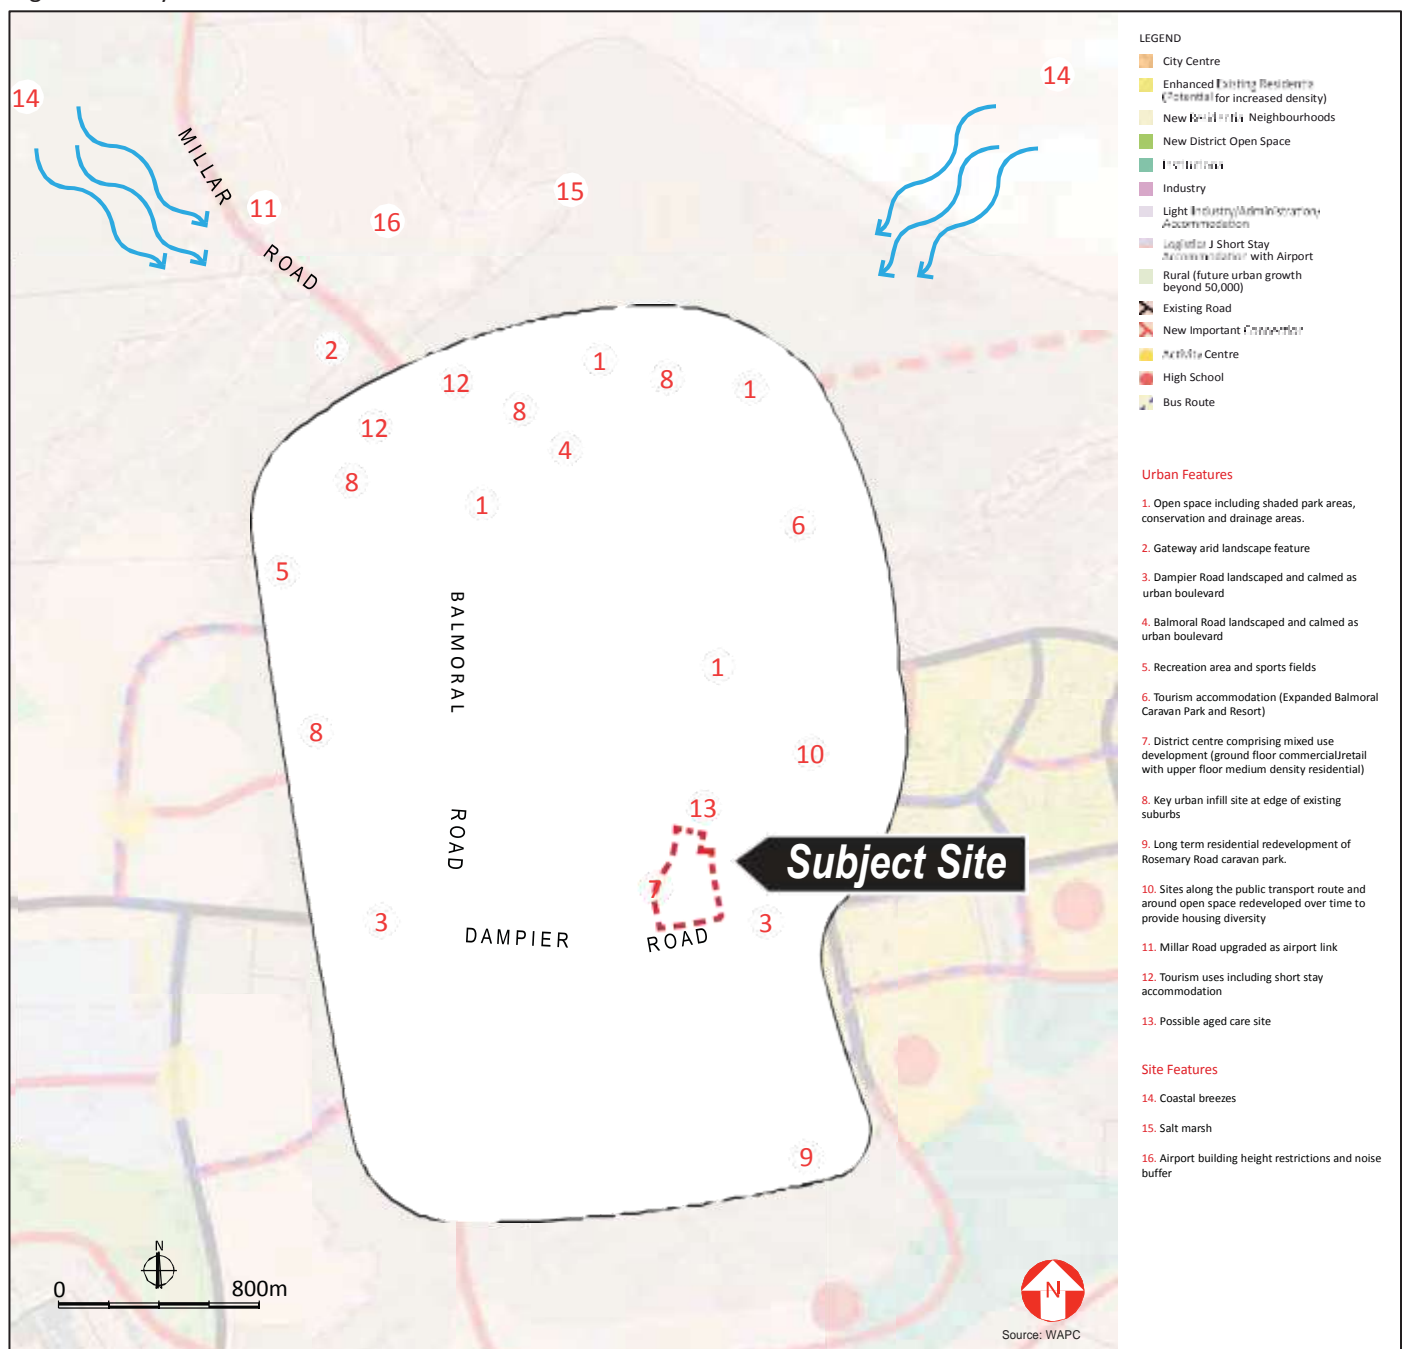 14
14
MILLAR
ROAD
11
16
15
2
12
1
8
1
8
12
4
8
1
6
5
BALMORAL
ROAD
1
8
10
13
Subject Site
7
3
3
DAMPIER
ROAD
9
N
0
800m
N
Source: WAPC
LEGEND
City Centre
Enhanced
for increased density)
New Neighbourhoods
New District Open Space
Industry
Light
J Short Stay
with Airport
Rural (future urban growth
beyond 50,000)
Existing Road
New Important
Centre
High School
Bus Route
Urban Features
1. Open space including shaded park areas,
conservation and drainage areas.
2. Gateway arid landscape feature
3. Dampier Road landscaped and calmed as
urban boulevard
4. Balmoral Road landscaped and calmed as
urban boulevard
5. Recreation area and sports fields
6. Tourism accommodation (Expanded Balmoral
Caravan Park and Resort)
7. District centre comprising mixed use
development (ground floor commercialJretail
with upper floor medium density residential)
8. Key urban infill site at edge of existing
suburbs
9. Long term residential redevelopment of
Rosemary Road caravan park.
10. Sites along the public transport route and
around open space redeveloped over time to
provide housing diversity
11. Millar Road upgraded as airport link
12. Tourism uses including short stay
accommodation
13. Possible aged care site
Site Features
14. Coastal breezes
15. Salt marsh
16. Airport building height restrictions and noise
buffer